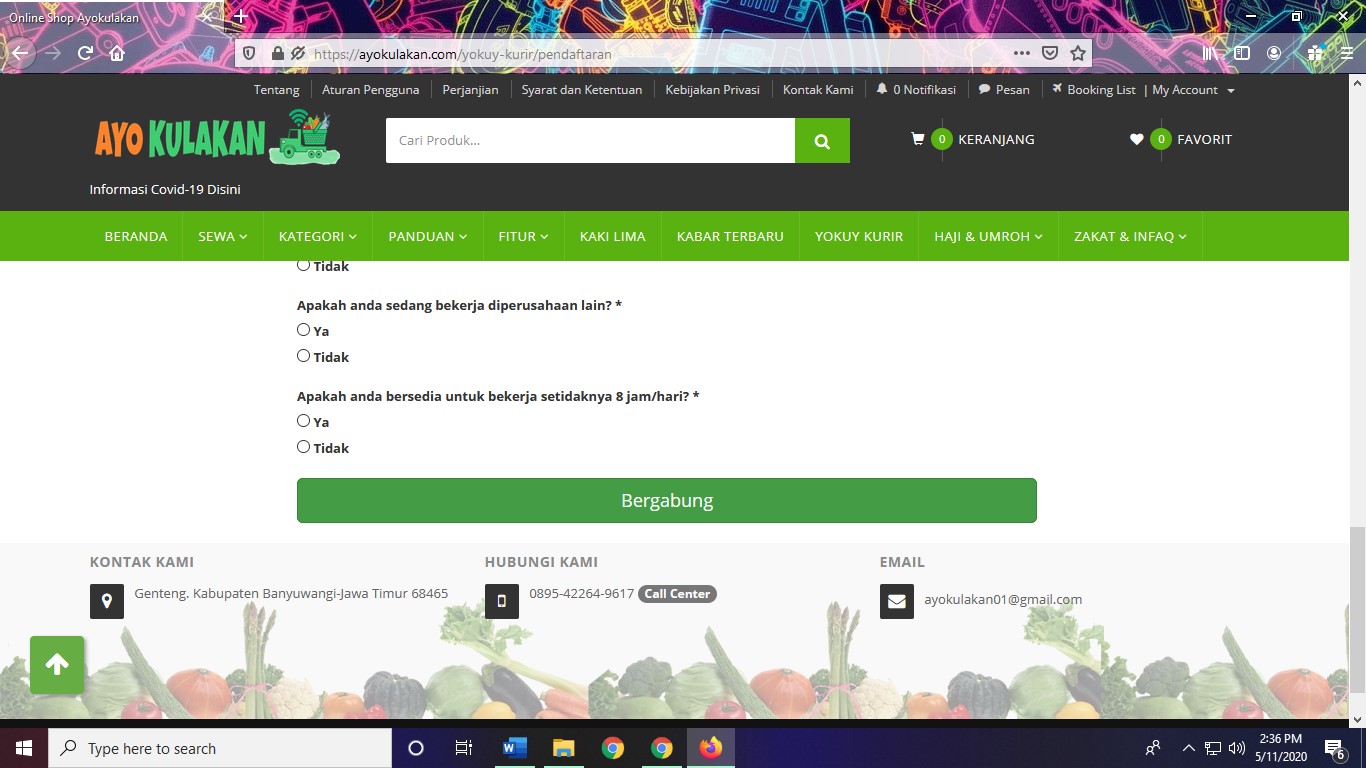 Online Shop Ayokulakan
https://ayokulakan.com/yokuy-kurir/pendaftaran
Tentang
Aturan Pengguna
Perjanjian
Syarat dan Ketentuan
Kebijakan Privasi
Kontak Kami
0 Notifikasi
Pesan
Booking List
| My Account
AYO KULAKAN
Cari Produk...
0 KERANJANG
0 FAVORIT
Informasi Covid-19 Disini
BERANDA
SEWA
KATEGORI
PANDUAN
FITUR
KAKI LIMA
KABAR TERBARU
YOKUY KURIR
HAJI & UMROH
ZAKAT & INFAQ
Tidak
Apakah anda sedang bekerja diperusahaan lain? *
Ya
Tidak
Apakah anda bersedia untuk bekerja setidaknya 8 jam/hari? *
Ya
Tidak
Bergabung
KONTAK KAMI
Genteng. Kabupaten Banyuwangi-Jawa Timur 68465
HUBUNGI KAMI
0895-42264-9617 Call Center
EMAIL
ayokulakan01@gmail.com
Type here to search
2:36 PM
5/11/2020
6